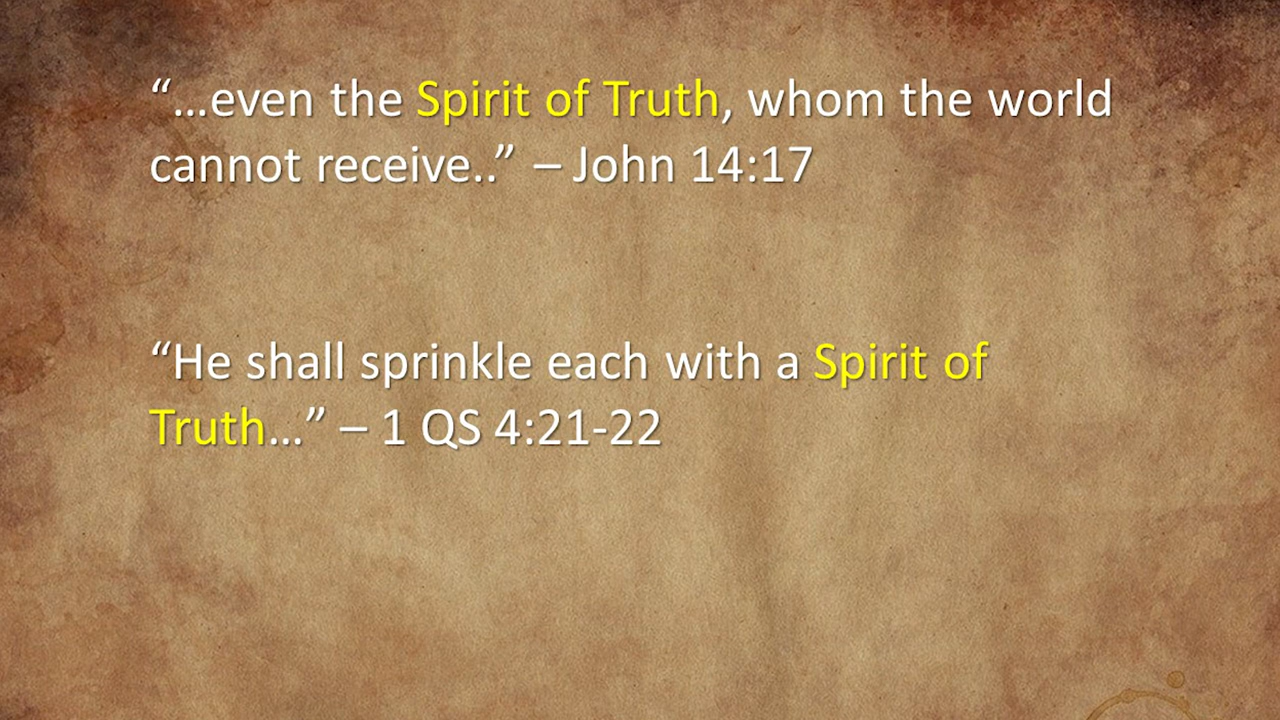 “…even the Spirit of Truth, whom the world
cannot receive..” – John 14:17
“He shall sprinkle each with a Spirit of
Truth…” – 1 QS 4:21-22